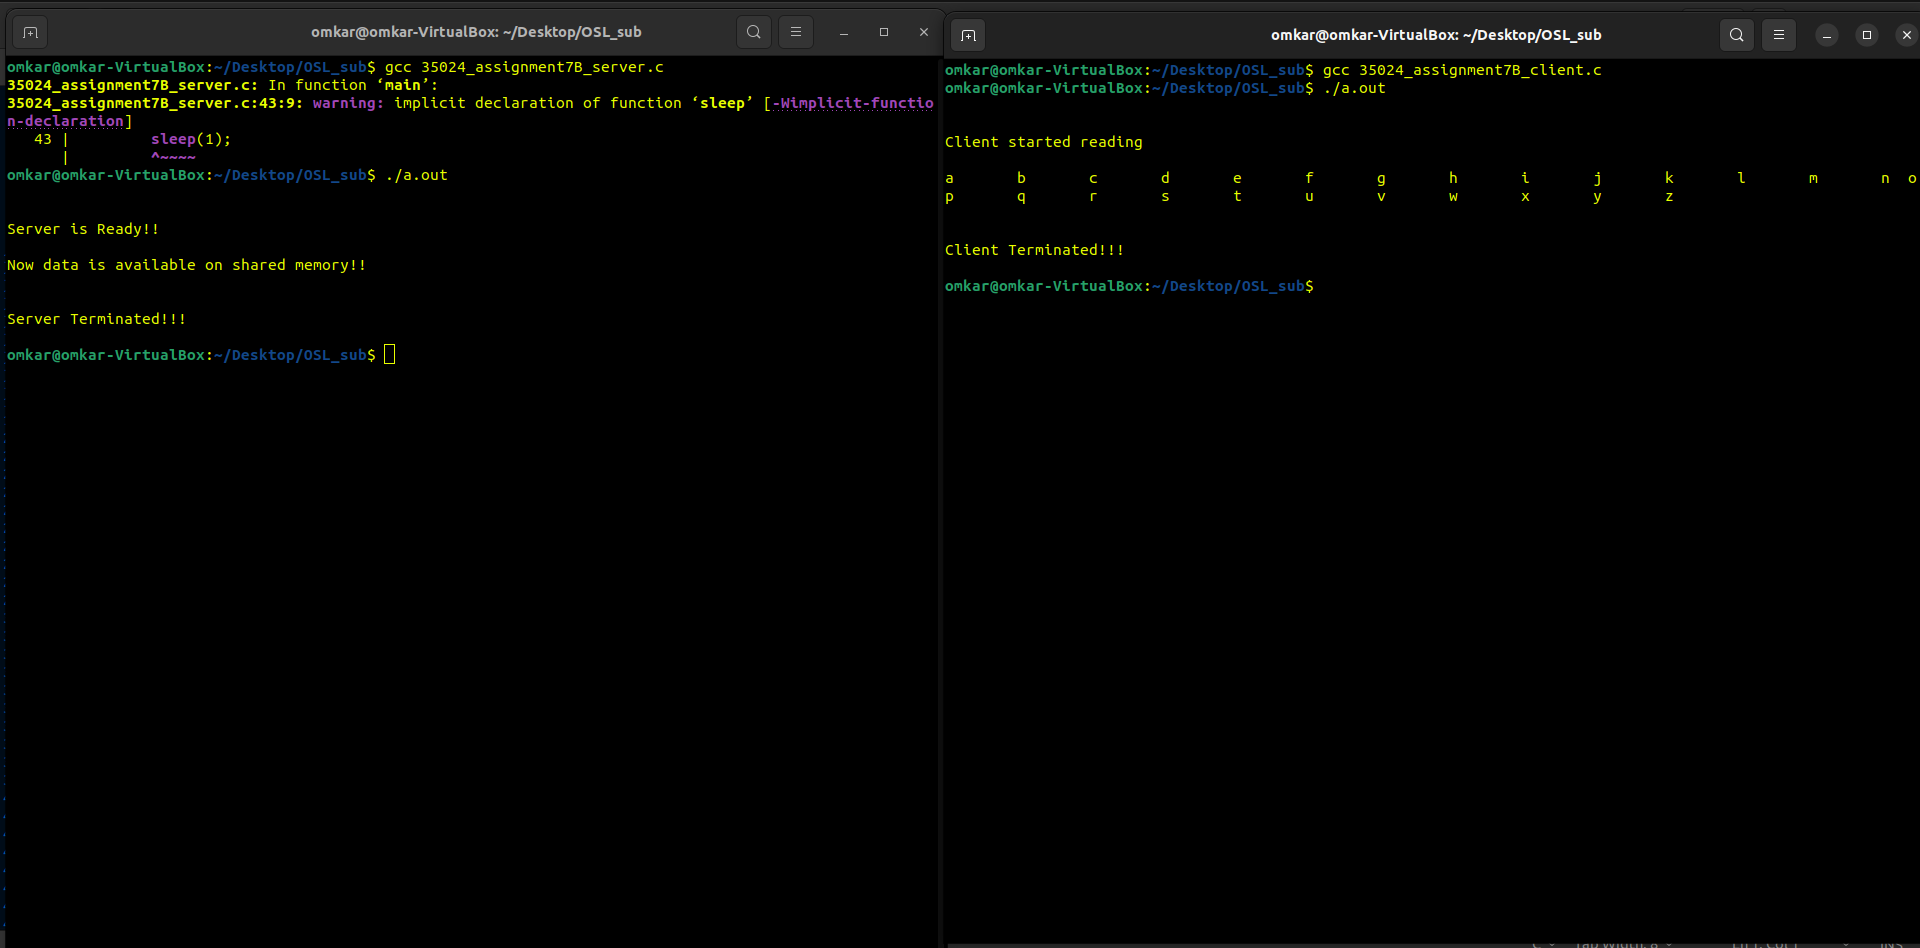 omkar@omkar-VirtualBox: ~/Desktop/OSL_sub
omkar@omkar-VirtualBox:~/Desktop/OSL_sub$ gcc 35024_assignment7B_server.c
35024_assignment7B_server.c: In function ‘main’:
35024_assignment7B_server.c:43:9: warning: implicit declaration of function ‘sleep’ [-Wimplicit-functio
n-declaration]
   43 |         sleep(1);
      |         ^~~~~
omkar@omkar-VirtualBox:~/Desktop/OSL_sub$ ./a.out
Server is Ready!!
Now data is available on shared memory!!
Server Terminated!!!
omkar@omkar-VirtualBox:~/Desktop/OSL_sub$
omkar@omkar-VirtualBox: ~/Desktop/OSL_sub
omkar@omkar-VirtualBox:~/Desktop/OSL_sub$ gcc 35024_assignment7B_client.c
omkar@omkar-VirtualBox:~/Desktop/OSL_sub$ ./a.out
Client started reading
a	b	c	d	e	f	g	h	i	j	k	l	m	n	o
p	q	r	s	t	u	v	w	x	y	z
Client Terminated!!!
omkar@omkar-VirtualBox:~/Desktop/OSL_sub$